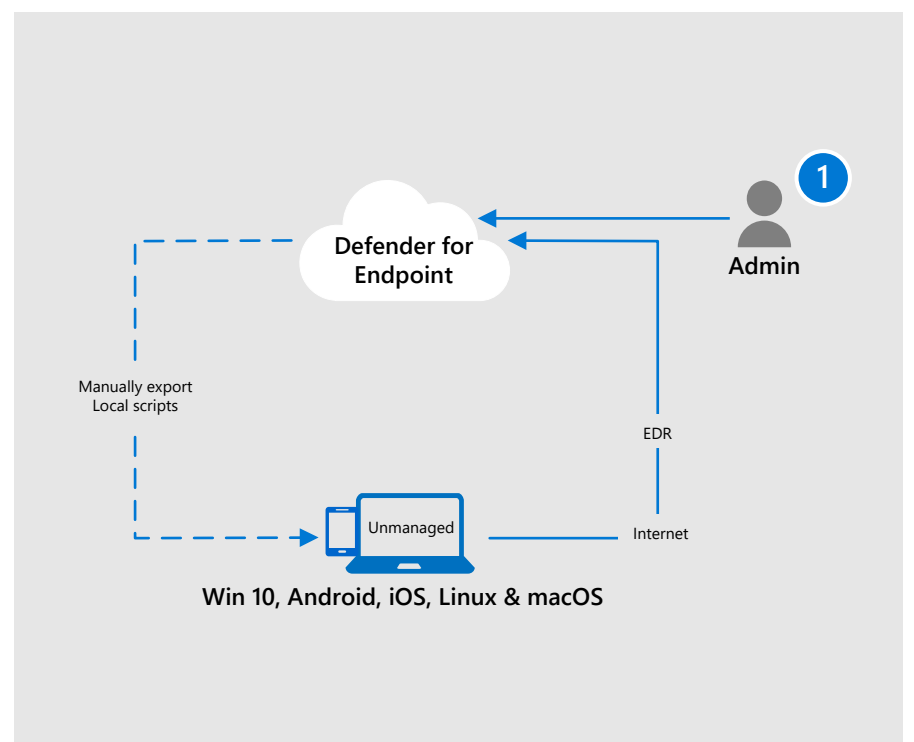 1
Defender for
Endpoint
Admin
Manually export
Local scripts
EDR
Unmanaged
Internet
Win 10, Android, iOS, Linux & macOS